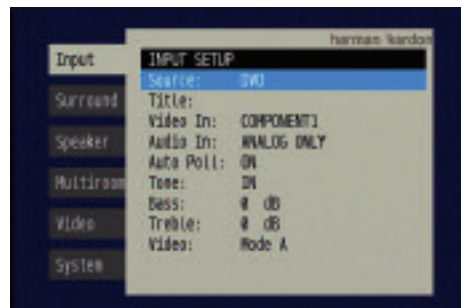 harman kardon
Input
Surround
Speaker
Multiroom
Video
System
INPUT SETUP
Source: DVD
Title:
Video In: COMPONENT1
Audio In: ANALOG ONLY
Auto Poll: ON
Tone: IN
Bass: 0 dB
Treble: 0 dB
Video: Mode A